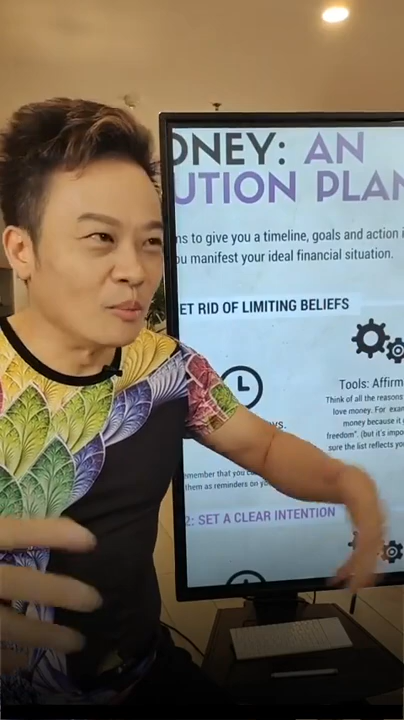 ONEY: AN
UTION PLAN
ns to give you a timeline, goals and action i
ou manifest your ideal financial situation.
ET RID OF LIMITING BELIEFS
Tools: Affirm
Think of all the reasons
love money. For exam
money because it g
freedom". (but it's impo
sure the list reflects yo
ys.
emember that you c
them as reminders on yo
2: SET A CLEAR INTENTION